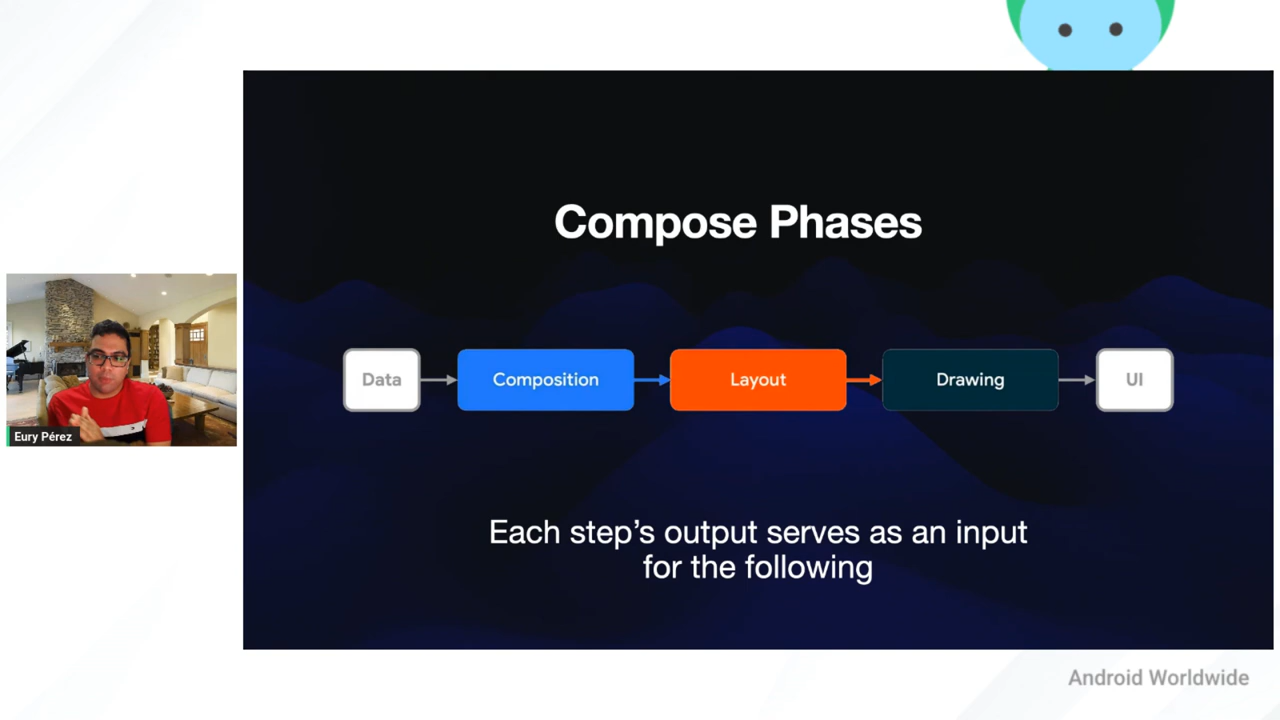 Compose Phases
Data
Composition
Layout
Drawing
UI
Each step’s output serves as an input
for the following
Eury Pérez
Android Worldwide